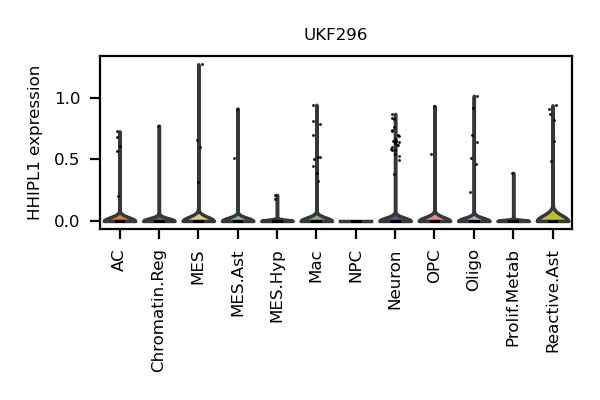 UKF296
HHIPL1 expression
1.0
0.5
0.0
AC
Chromatin.Reg
MES
MES.Ast
MES.Hyp
Mac
NPC
Neuron
OPC
Oligo
Prolif.Metab
Reactive.Ast